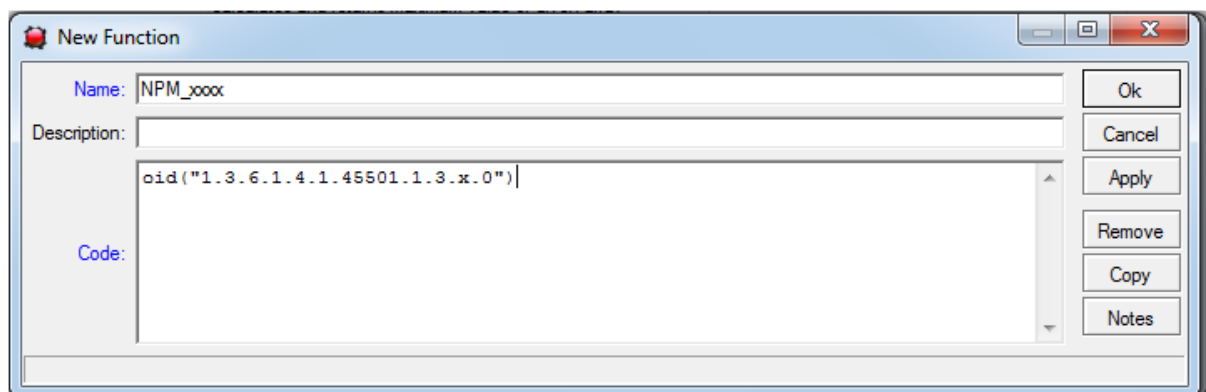 New Function
Name: NPM_xxxx
Ok
Description:
Cancel
oid("1.3.6.1.4.1.45501.1.3.x.0")
Apply
Remove
Code:
Copy
Notes